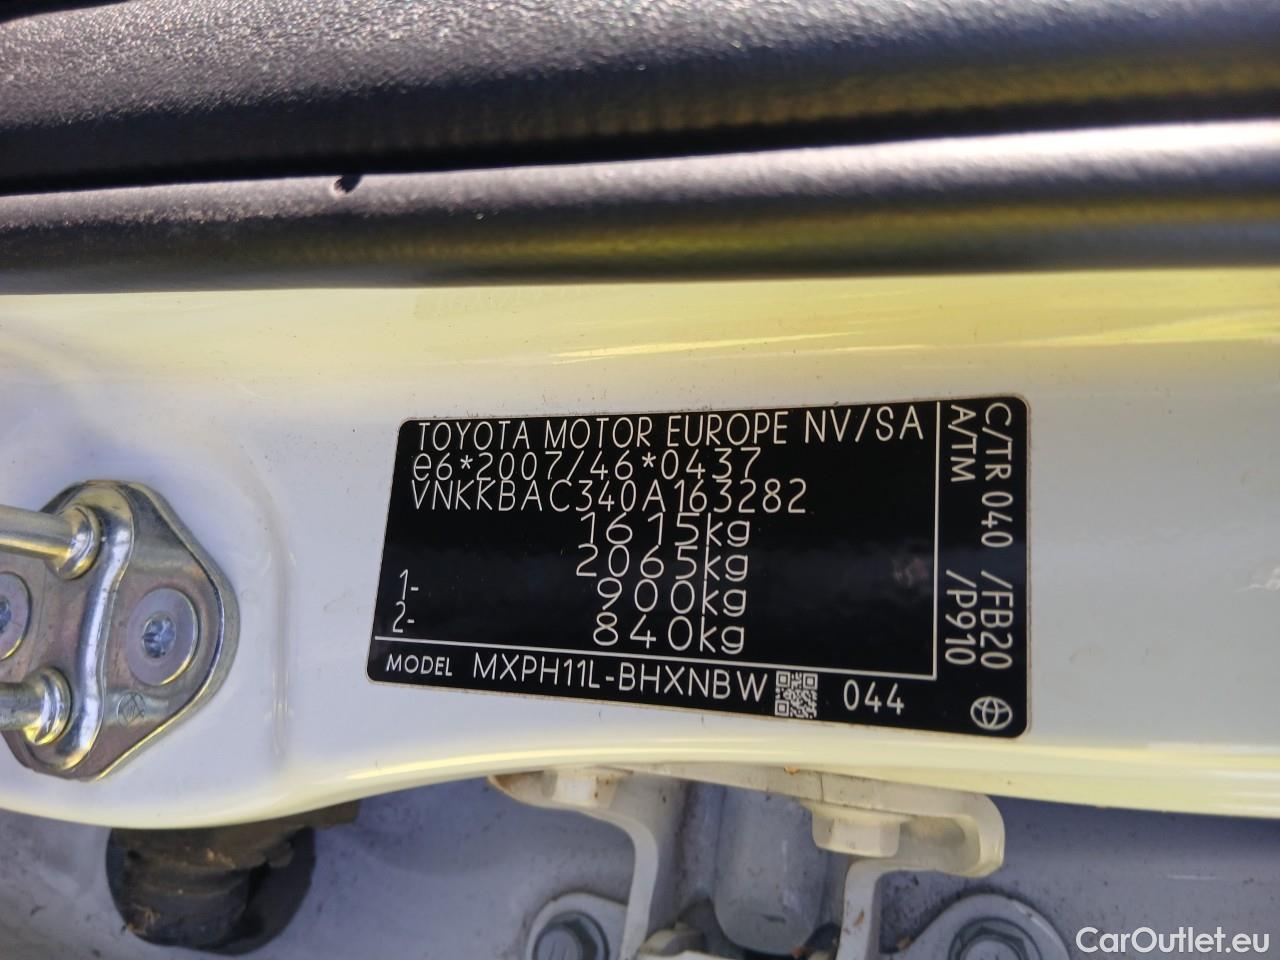 TOYOTA MOTOR EUROPE NV/SA
e6*2007/46*0437
VNKKBAC340A163282
1615kg
2065kg
1- 900kg
2- 840kg
MODEL MXPH11L-BHXNBW 044
C/TR 040 /FB20
A/TM /P910
CarOutlet.eu